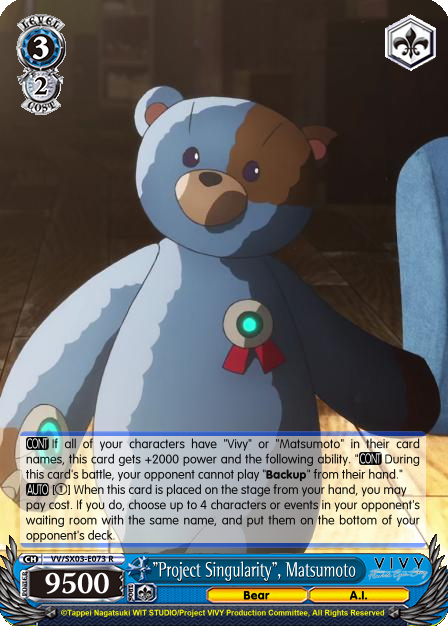 LEVEL
3
2
COST
CONT If all of your characters have "Vivy" or "Matsumoto" in their card
names, this card gets +2000 power and the following ability. "CONT During
this card's battle, your opponent cannot play "Backup" from their hand."
AUTO [(1)] When this card is placed on the stage from your hand, you may
pay cost. If you do, choose up to 4 characters or events in your opponent's
waiting room with the same name, and put them on the bottom of your
opponent's deck.
VV/SX03-E073 R
POWER
9500
SOUL
"Project Singularity", Matsumoto
VIVY
Bear
A.I.
©Tappei Nagatsuki WIT STUDIO/Project VIVY Production Committee, All Rights Reserved